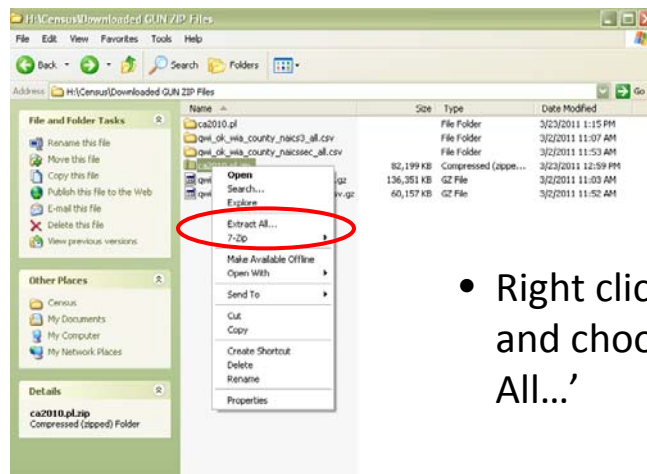 H:\Census\Downloaded GUN ZIP Files
File Edit View Favorites Tools Help
Back Search Folders
Address H:\Census\Downloaded GUN ZIP Files Go
Name Size Type Date Modified
File and Folder Tasks
Rename this file
Move this file
Copy this file
Publish this file to the Web
E-mail this file
Delete this file
View previous versions
Other Places
Census
My Documents
My Computer
My Network Places
Details
ca2010.pl.zip
Compressed (zipped) Folder
ca2010.pl File Folder 3/23/2011 1:15 PM
qwi_ok_wia_county_naics3_all.csv File Folder 3/2/2011 11:07 AM
qwi_ok_wia_county_naicssec_all.csv File Folder 3/2/2011 11:53 AM
82,199 KB Compressed (zippe... 3/23/2011 12:59 PM
.gz 136,351 KB GZ File 3/2/2011 11:03 AM
sv.gz 60,157 KB GZ File 3/2/2011 11:52 AM
Open
Search...
Explore
Extract All...
7-Zip
Make Available Offline
Open With
Send To
Cut
Copy
Create Shortcut
Delete
Rename
Properties
• Right clic
and choo
All...’